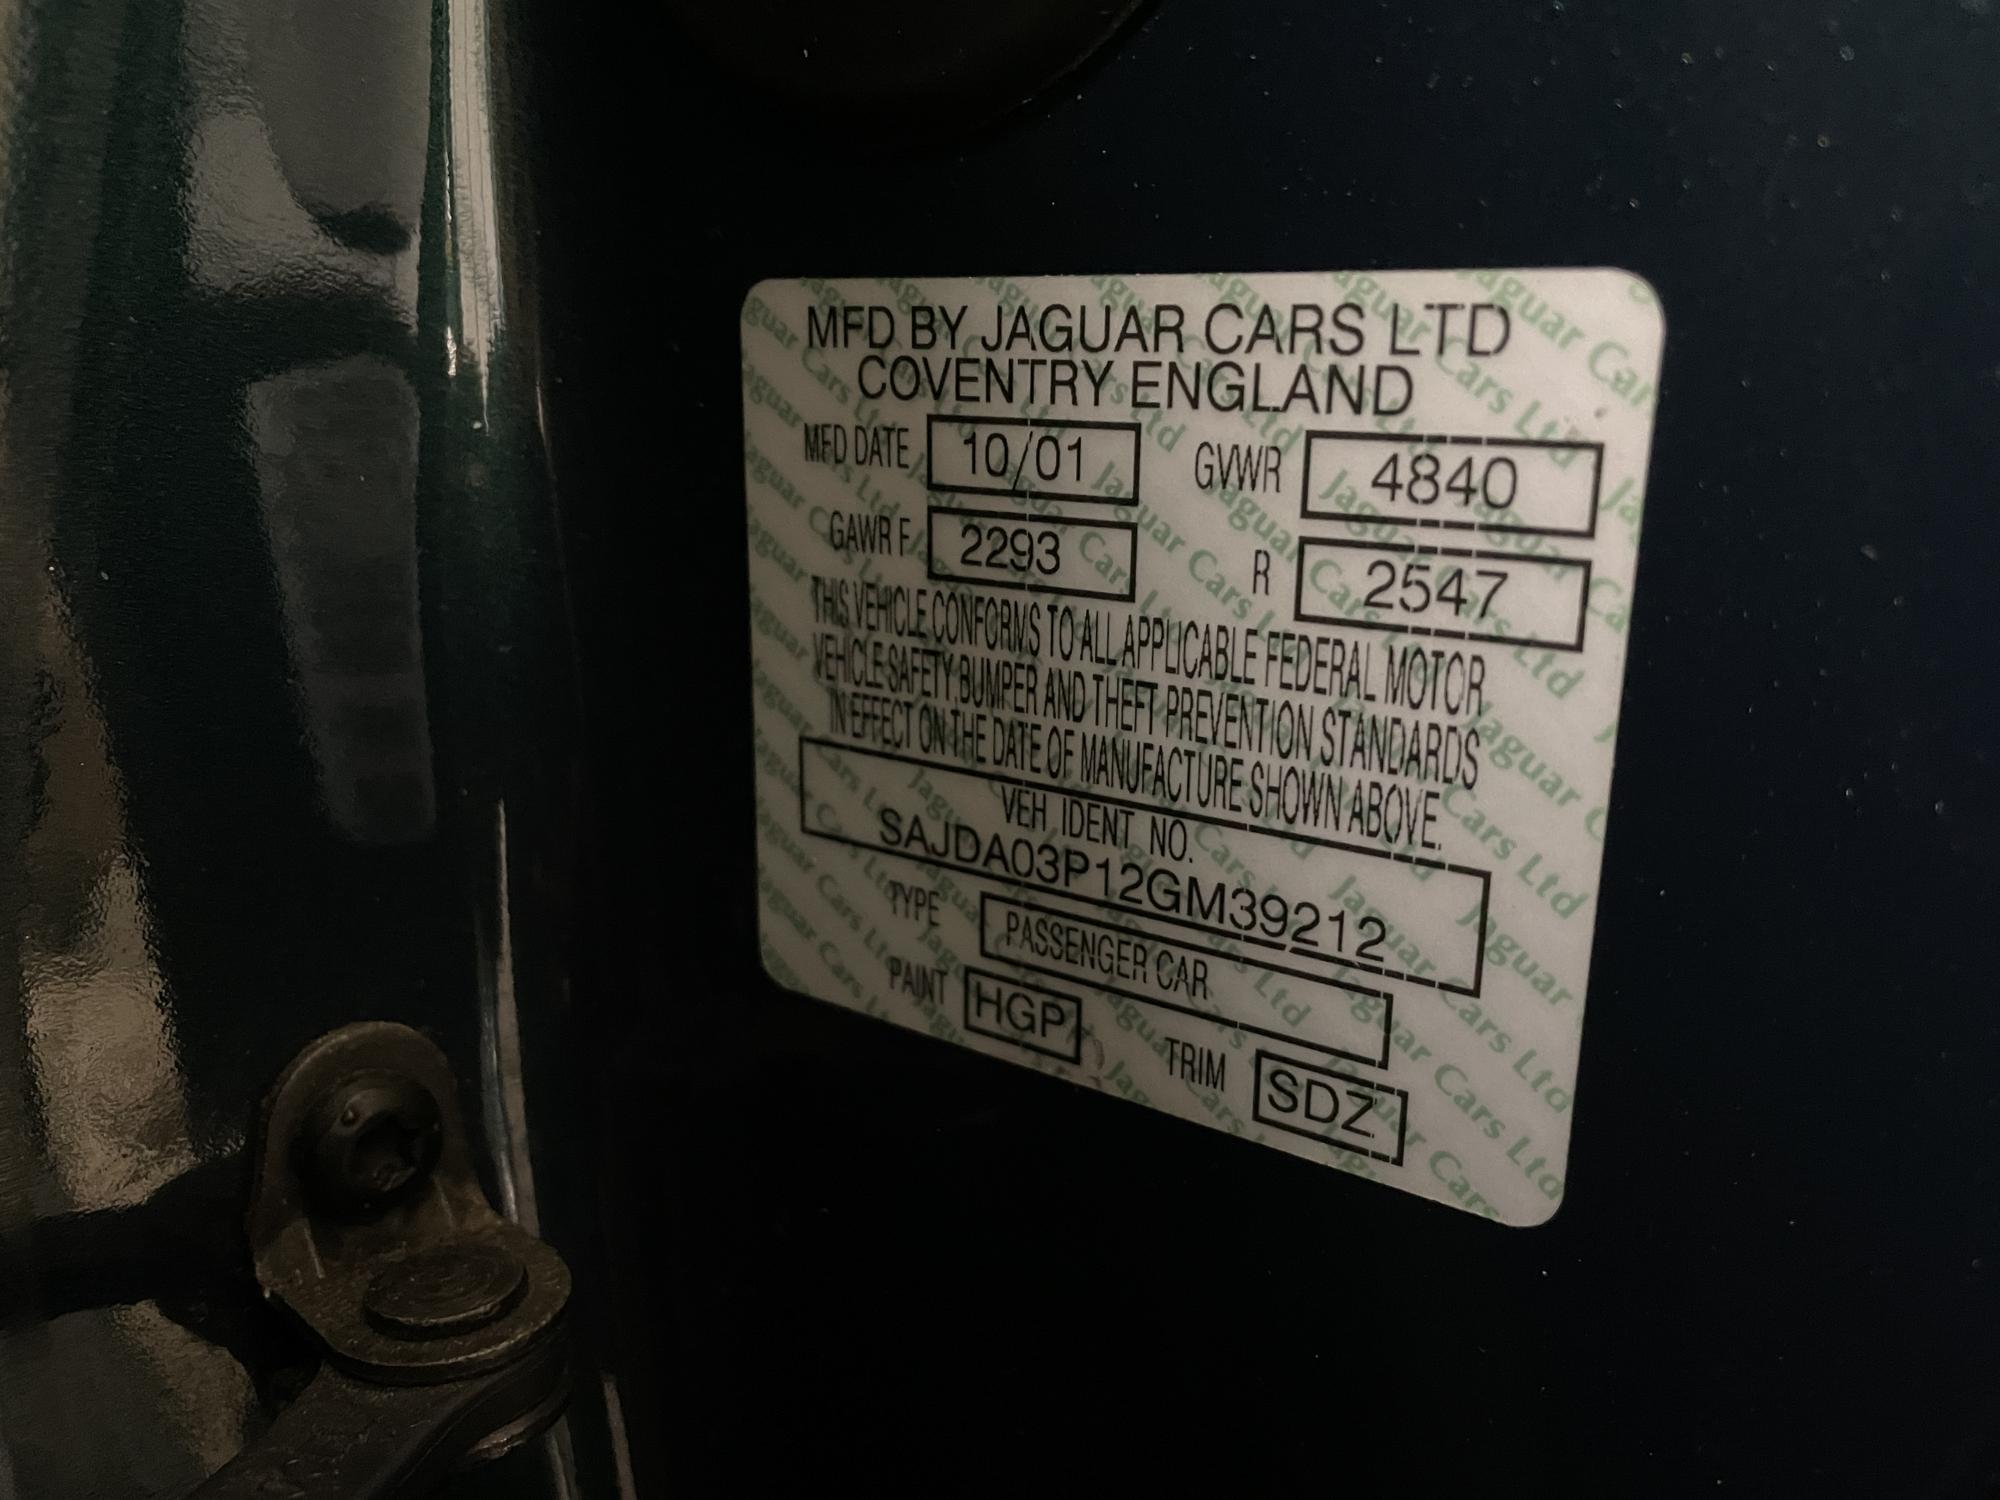 MFD BY JAGUAR CARS LTD
COVENTRY ENGLAND
MFD DATE 10/01 GVWR 4840
GAWR F 2293 R 2547
THIS VEHICLE CONFORMS TO ALL APPLICABLE FEDERAL MOTOR
VEHICLE SAFETY, BUMPER AND THEFT PREVENTION STANDARDS
IN EFFECT ON THE DATE OF MANUFACTURE SHOWN ABOVE.
VEH IDENT NO.
SAJDA03P12GM39212
TYPE PASSENGER CAR
PAINT HGP TRIM SDZ